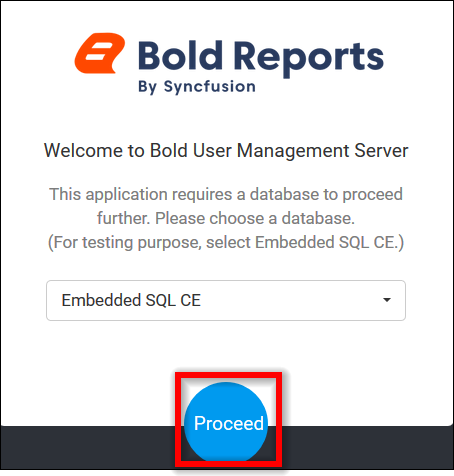 Bold Reports
By Syncfusion
Welcome to Bold User Management Server
This application requires a database to proceed
further. Please choose a database.
(For testing purpose, select Embedded SQL CE.)
Embedded SQL CE
Proceed